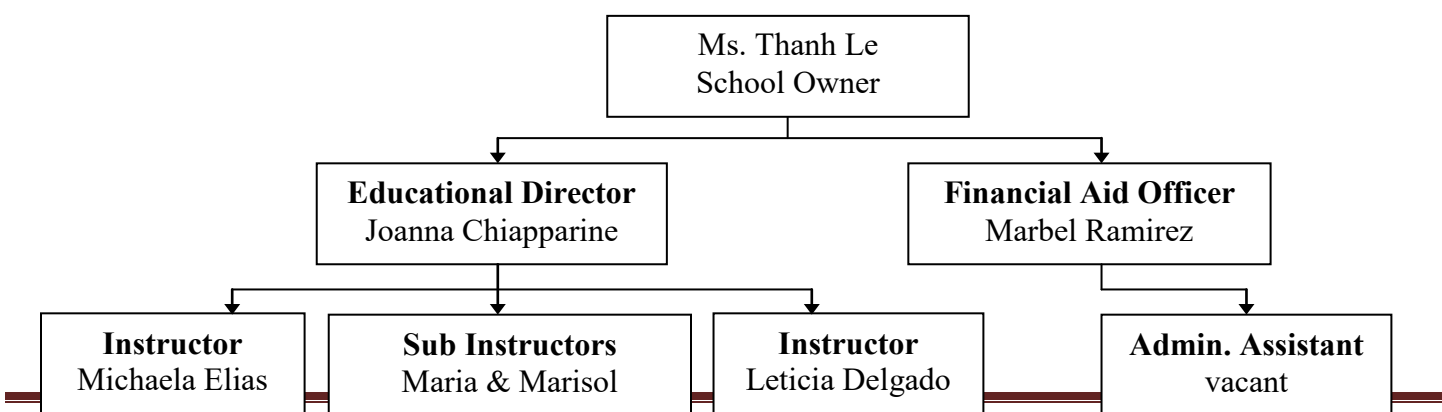 Ms. Thanh Le
School Owner
Educational Director
Joanna Chiapparine
Financial Aid Officer
Marbel Ramirez
Instructor
Michaela Elias
Sub Instructors
Maria & Marisol
Instructor
Leticia Delgado
Admin. Assistant
vacant